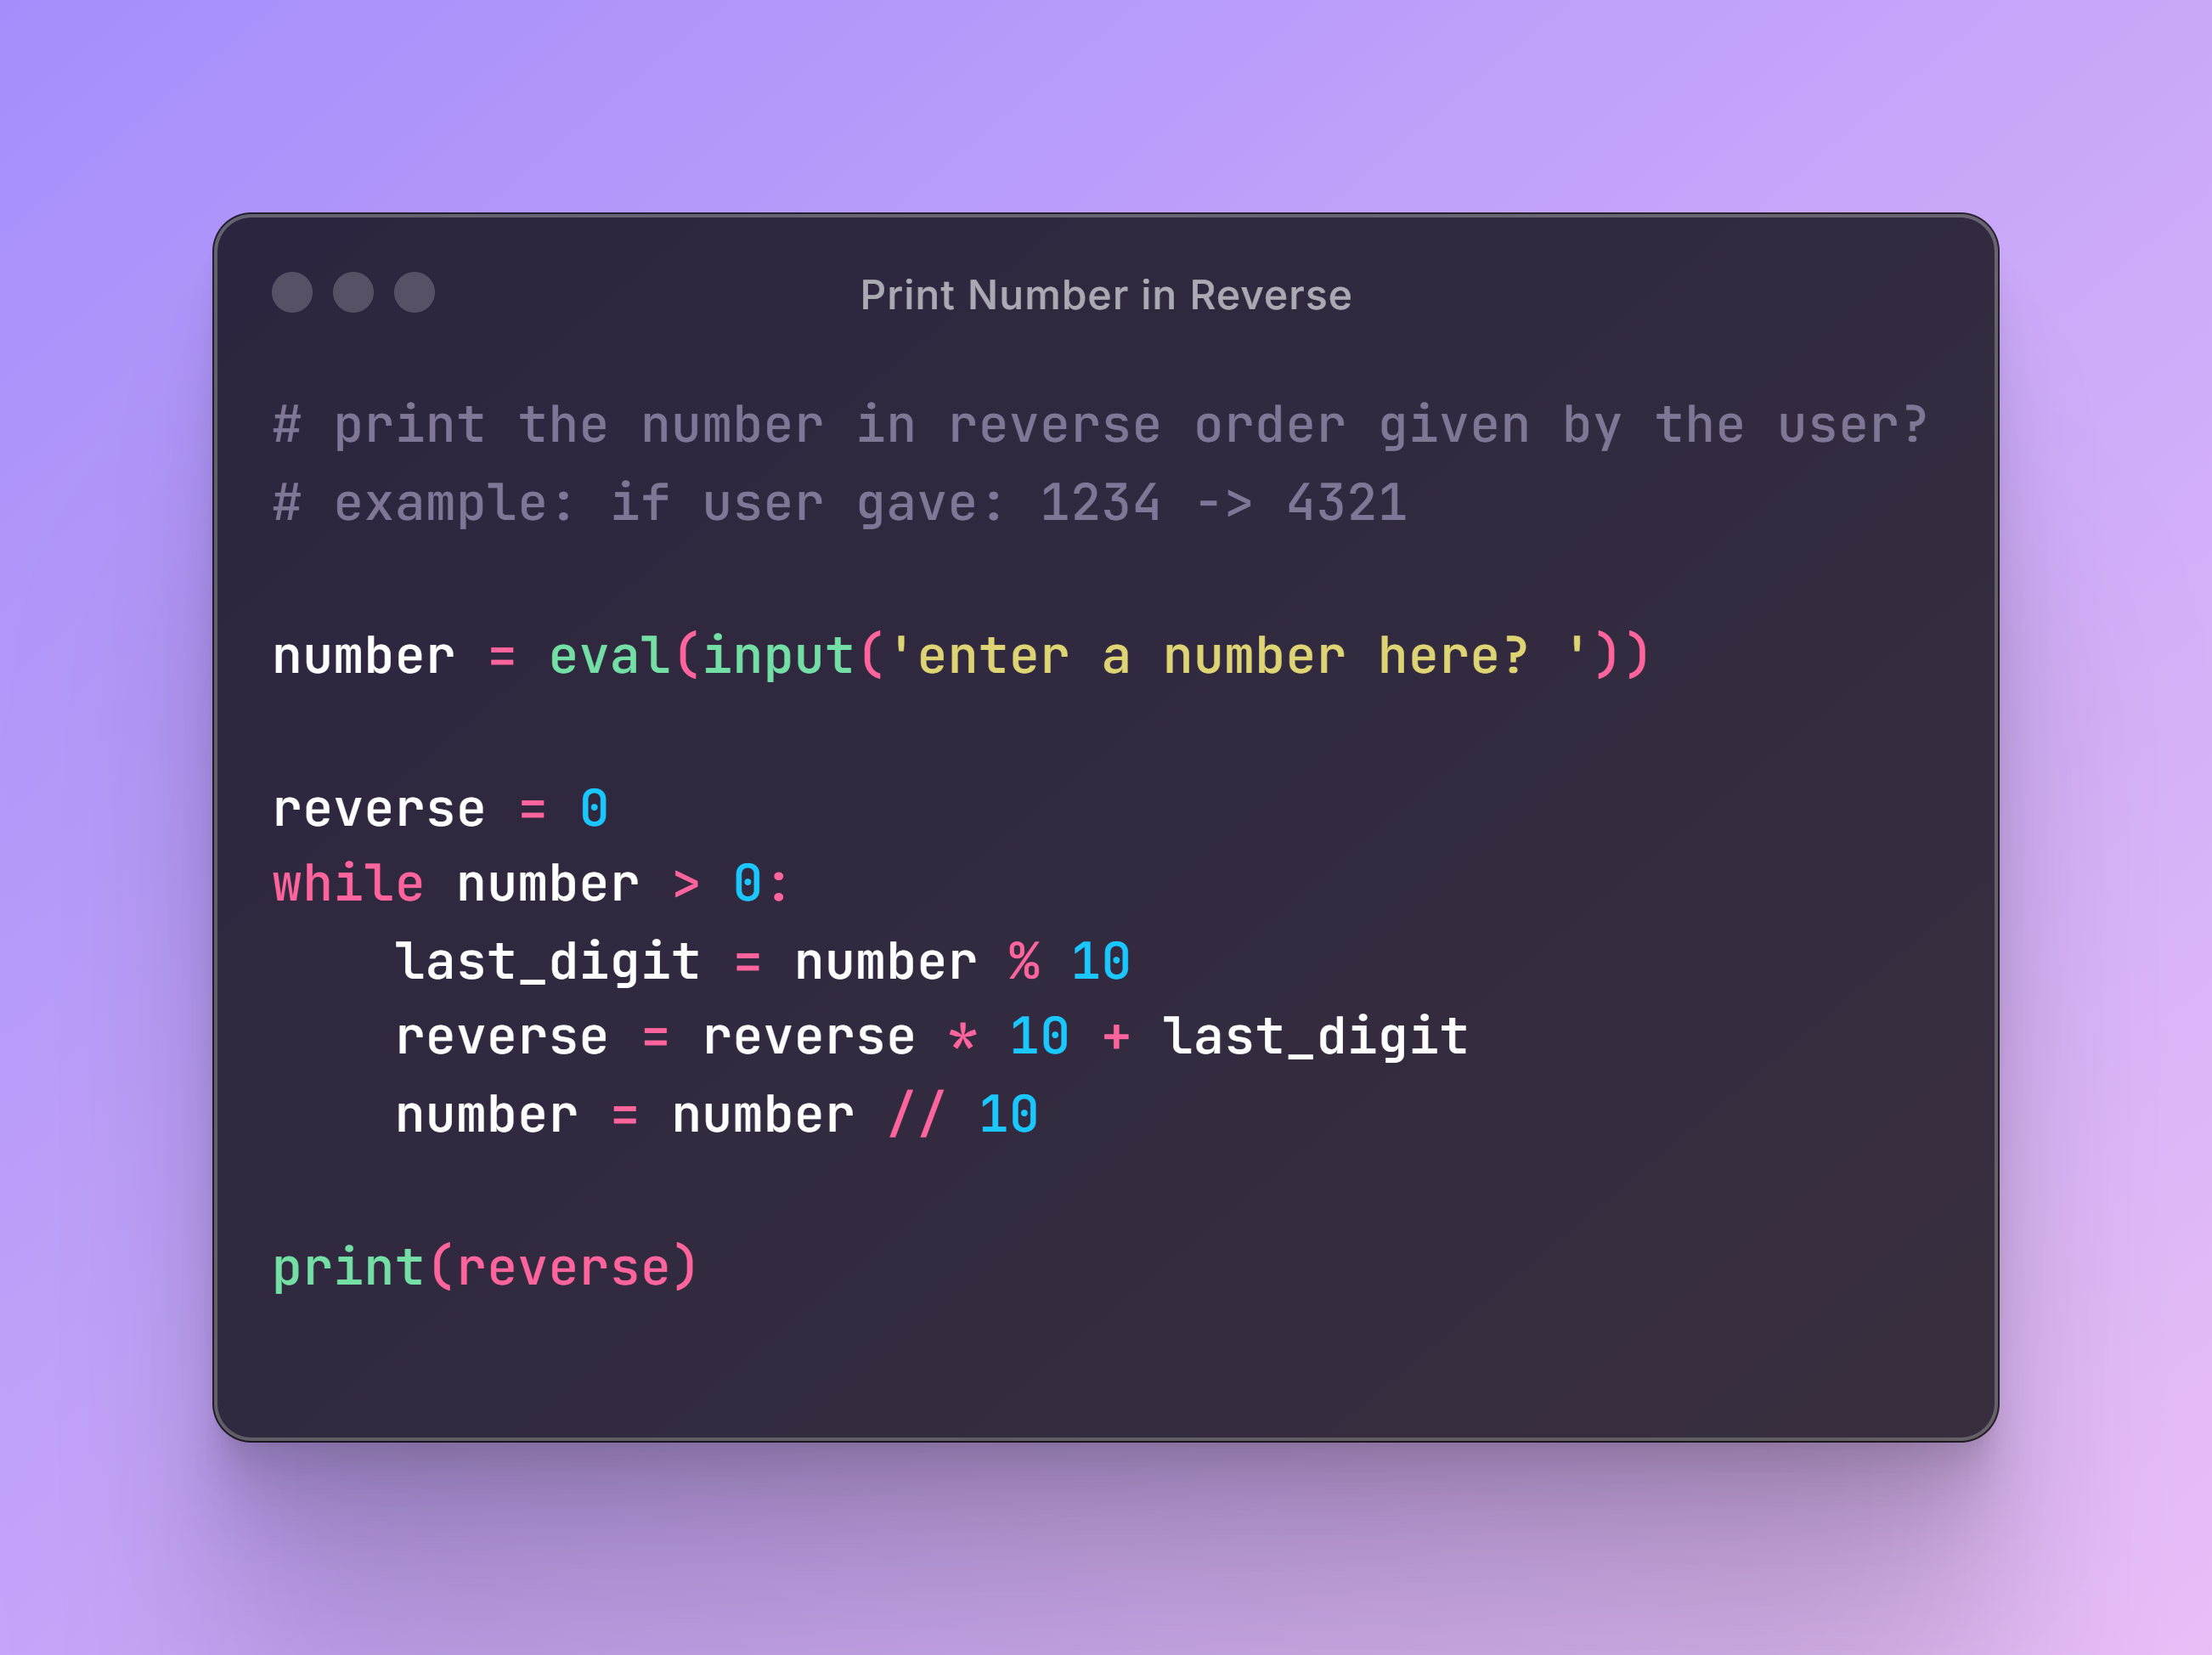 Print Number in Reverse
# print the number in reverse order given by the user?
# example: if user gave: 1234 -> 4321
number = eval(input('enter a number here? '))
reverse = 0
while number > 0:
    last_digit = number % 10
    reverse = reverse * 10 + last_digit
    number = number // 10
print(reverse)